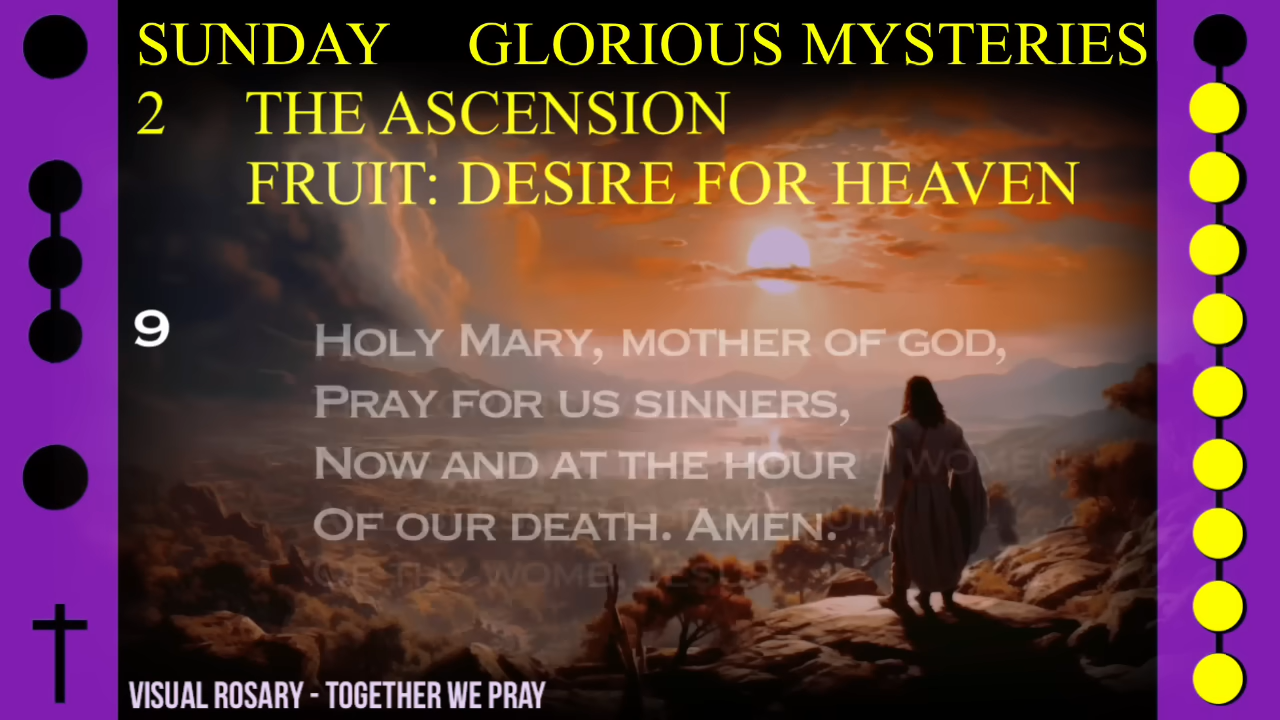 SUNDAY GLORIOUS MYSTERIES
2 THE ASCENSION
FRUIT: DESIRE FOR HEAVEN
9 HOLY MARY, MOTHER OF GOD,
PRAY FOR US SINNERS,
NOW AND AT THE HOUR
OF OUR DEATH. AMEN.
VISUAL ROSARY - TOGETHER WE PRAY